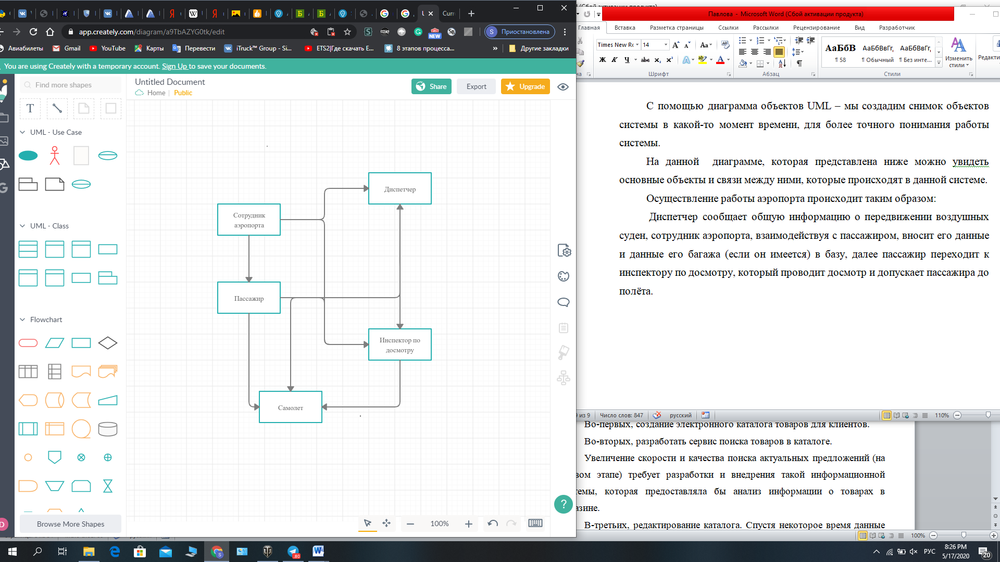 Curr
app.creately.com/diagram/a9TbAZYG0tk/edit
NEW
S Приостановлена
Авиабилеты
Gmail
YouTube
Карты
Перевести
iTruck™ Group - Si...
ETS2|Где скачать E...
8 этапов процесса...
»
Другие закладки
You are using Creately with a temporary account. Sign Up to save your documents.
Find more shapes
Untitled Document
Home | Public
Share
Export
Upgrade
T
UML - Use Case
UML - Class
Flowchart
Browse More Shapes
Диспетчер
Сотрудник
аэропорта
Пассажир
Инспектор по
досмотру
Самолет
100%
?
D
Павлова - Microsoft Word (Сбой активации продукта)
Главная
Вставка
Разметка страницы
Ссылки
Рассылки
Рецензирование
Вид
Разработчик
Times New Rc
14
Ж К Ч abc x₂ x²
АаБбВ
АаБбВвГг,
АаБбВвГг,
¶ 58
¶ Обычный
¶ Без инте...
Изменить
стили
Редакти
Шрифт
Абзац
Стили
С помощью диаграмма объектов UML – мы создадим снимок объектов
системы в какой-то момент времени, для более точного понимания работы
системы.
На данной диаграмме, которая представлена ниже можно увидеть
основные объекты и связи между ними, которые происходят в данной системе.
Осуществление работы аэропорта происходит таким образом:
Диспетчер сообщает общую информацию о передвижении воздушных
суден, сотрудник аэропорта, взаимодействуя с пассажиром, вносит его данные
и данные его багажа (если он имеется) в базу, далее пассажир переходит к
инспектору по досмотру, который проводит досмотр и допускает пассажира до
полёта.
9 из 9
Число слов: 847
русский
110%
Во-первых, создание электронного каталога товаров для клиентов.
Во-вторых, разработать сервис поиска товаров в каталоге.
Увеличение скорости и качества поиска актуальных предложений (на
вом этапе) требует разработки и внедрения такой информационной
темы, которая предоставляла бы анализ информации о товарах в
азине.
В-третьих, редактирование каталога. Спустя некоторое время данные
100%
.80
РУС
8:26 PM
5/17/2020
20